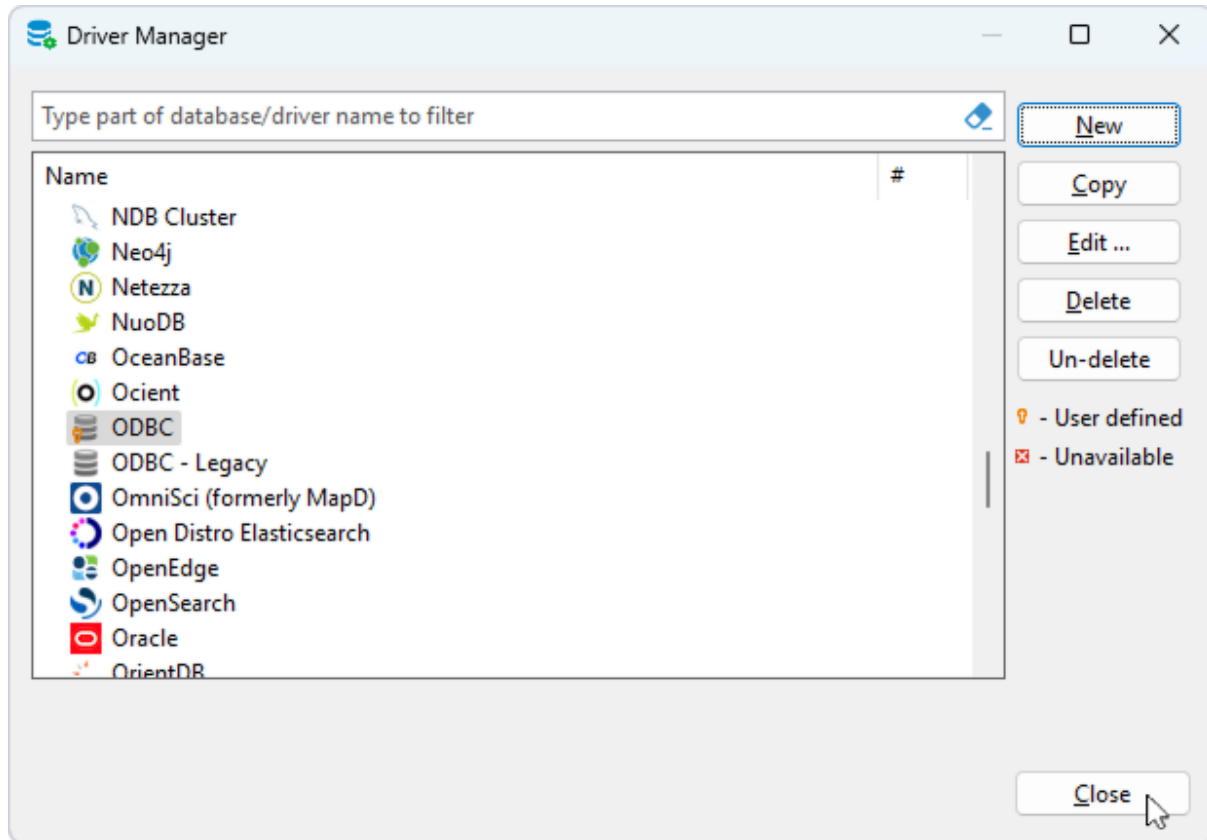 Driver Manager
Type part of database/driver name to filter
New
Name #
Copy
NDB Cluster
Neo4j
Edit ...
N Netezza
Delete
NuoDB
CB OceanBase
Un-delete
Ocient
ODBC
- User defined
ODBC - Legacy
- Unavailable
OmniSci (formerly MapD)
Open Distro Elasticsearch
OpenEdge
OpenSearch
Oracle
OrientDB
Close